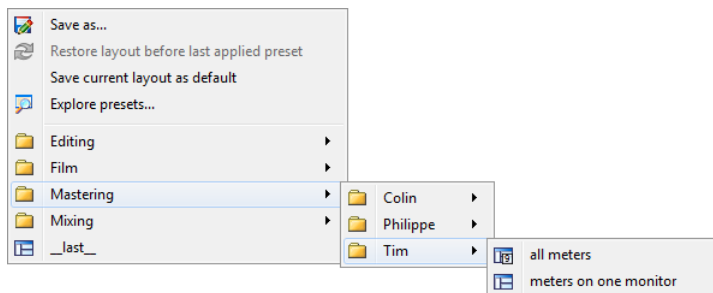 Save as...
Restore layout before last applied preset
Save current layout as default
Explore presets...
Editing
Film
Mastering
Mixing
__last__
Colin
Philippe
Tim
all meters
meters on one monitor